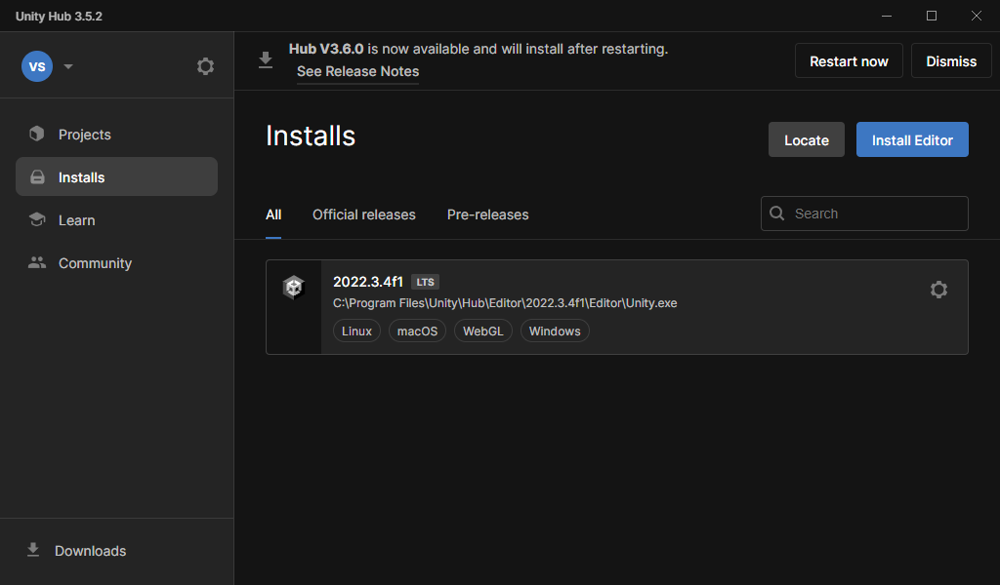 Unity Hub 3.5.2
VS
Projects
Installs
Learn
Community
Downloads
Hub V3.6.0 is now available and will install after restarting.
See Release Notes
Restart now
Dismiss
Installs
Locate
Install Editor
All
Official releases
Pre-releases
Search
2022.3.4f1 LTS
C:\Program Files\Unity\Hub\Editor\2022.3.4f1\Editor\Unity.exe
Linux
macOS
WebGL
Windows